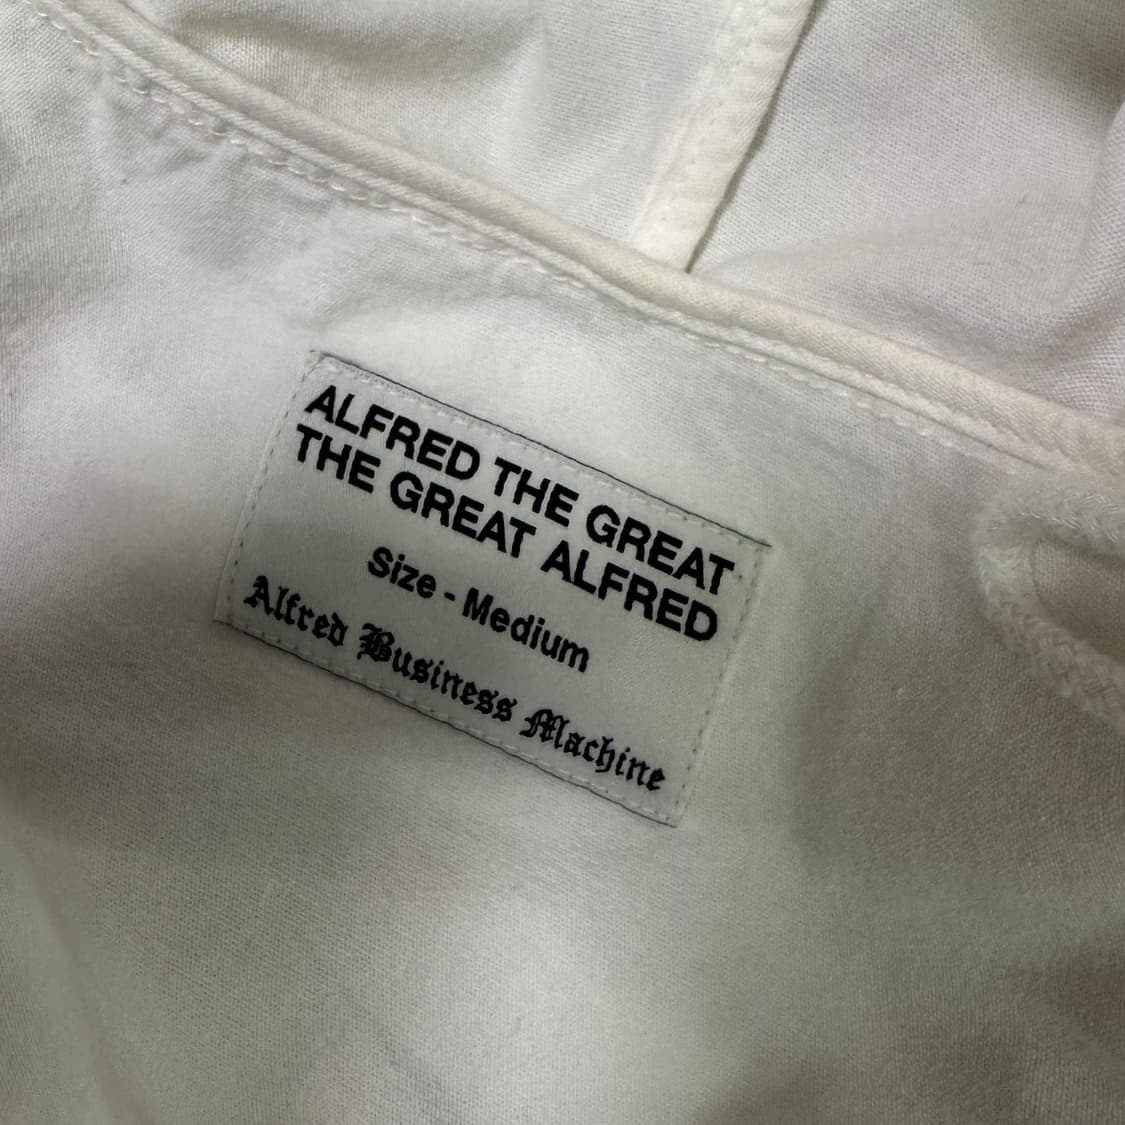 ALFRED THE GREAT
THE GREAT ALFRED
Size - Medium
Alfred Business Machine